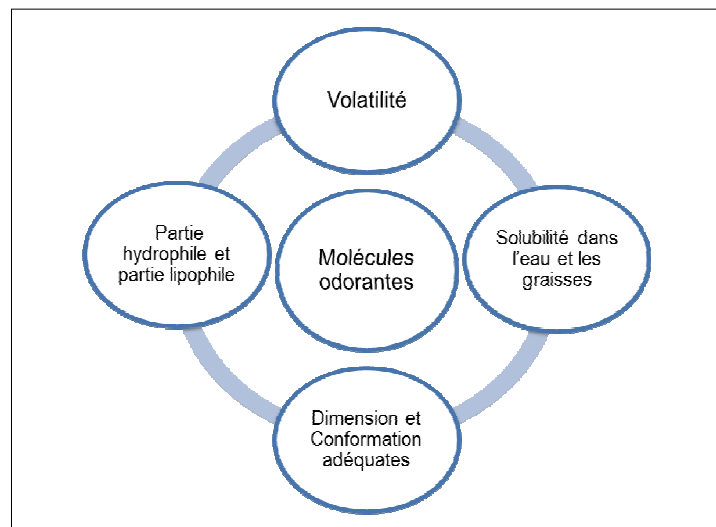 Volatilité
Partie
hydrophile et
partie lipophile
Molécules
odorantes
Solubilité dans
l'eau et les
graisses
Dimension et
Conformation
adéquates